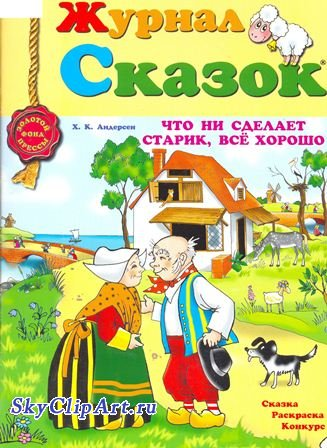 Журнал
Сказок®
ЗОЛОТОЙ
ФОНД
ПРЕССЫ
Х. К. Андерсен
ЧТО НИ СДЕЛАЕТ
СТАРИК, ВСЁ ХОРОШО
SkyClipArt.ru
Сказка
Раскраска
Конкурс